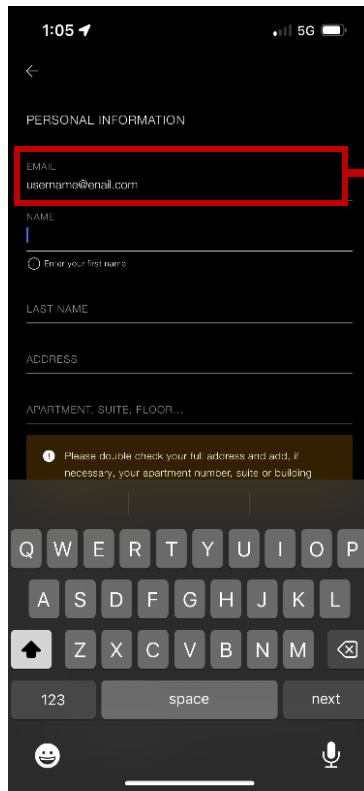 1:05
5G
PERSONAL INFORMATION
EMAIL
username@enail.com
NAME
Enter your first name
LAST NAME
ADDRESS
APARTMENT, SUITE, FLOOR...
Please double check your full address and add, if
necessary, your apartment number, suite or building
Q W E R T Y U I O P
A S D F G H J K L
Z X C V B N M
123 space next